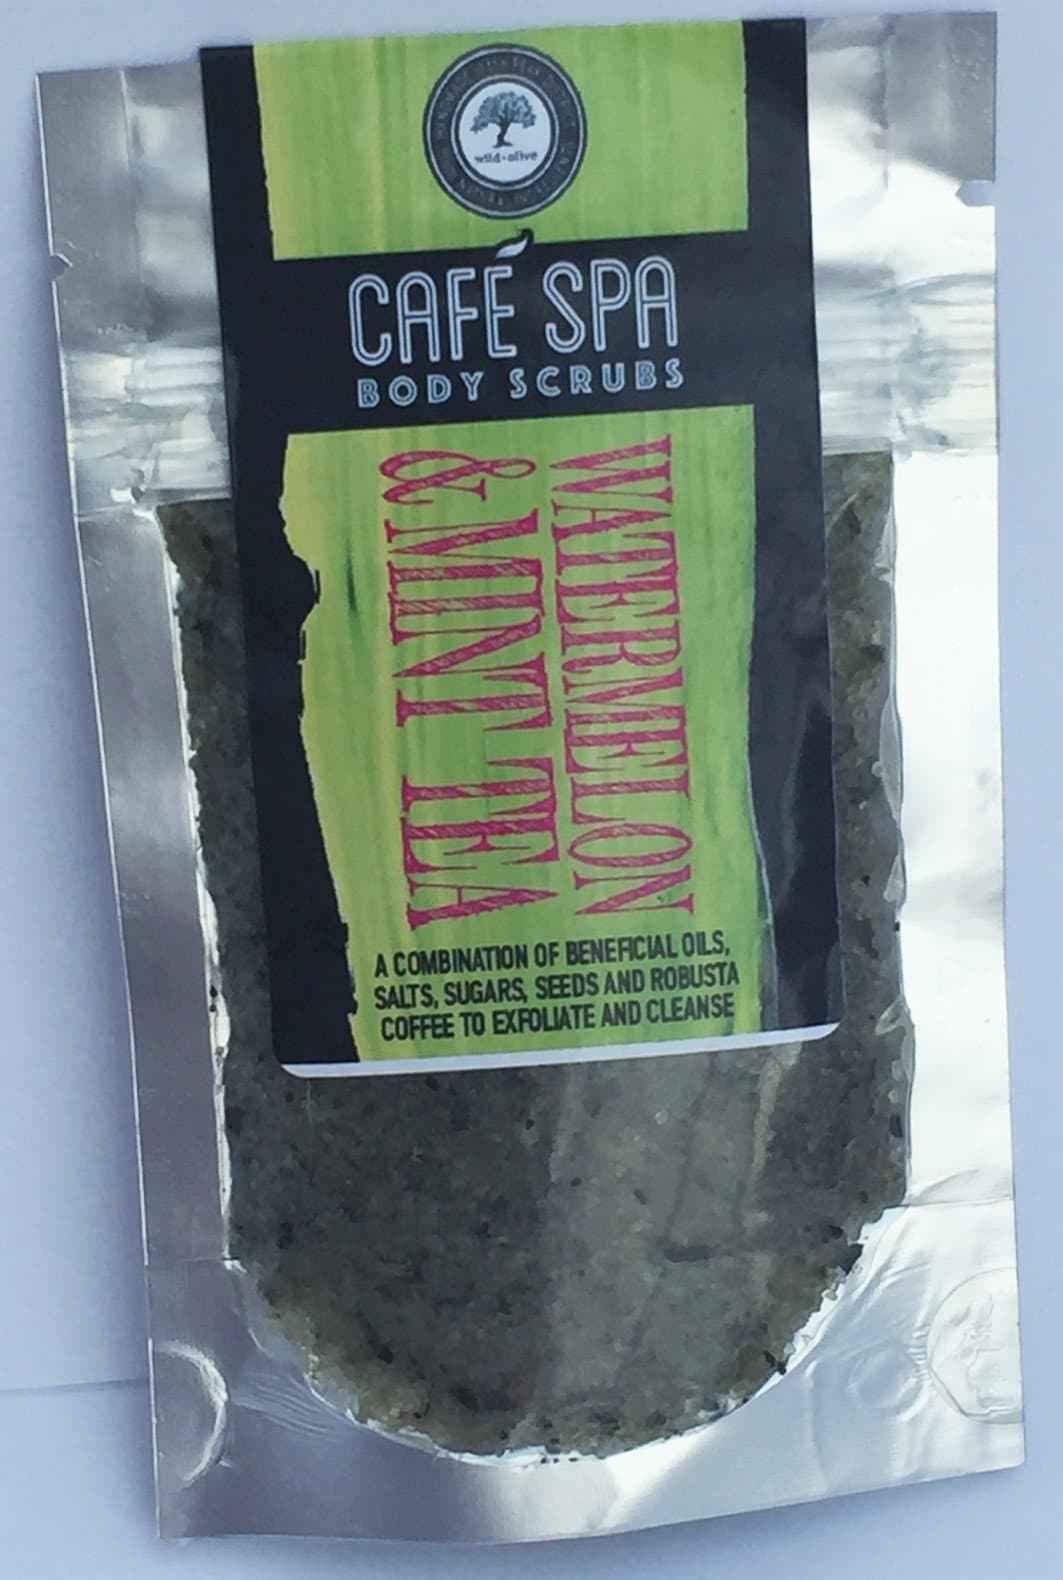 wild-olive
CAFÉ SPA
BODY SCRUBS
WATERMELON
& MINT TEA
A COMBINATION OF BENEFICIAL OILS,
SALTS, SUGARS, SEEDS AND ROBUSTA
COFFEE TO EXFOLIATE AND CLEANSE